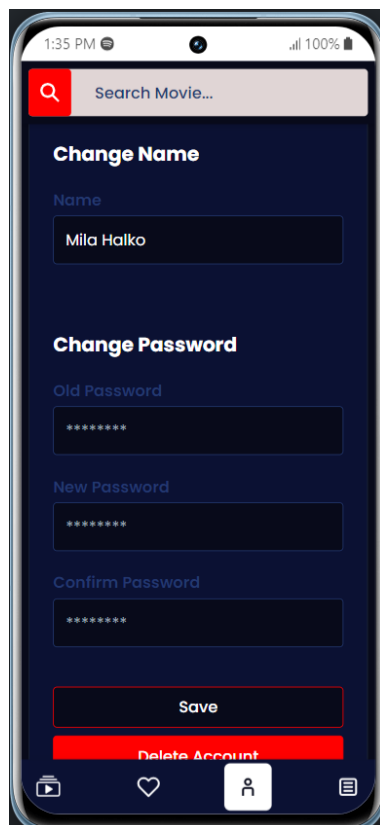 1:35 PM
100%
Search Movie...
Change Name
Name
Mila Halko
Change Password
Old Password
********
New Password
********
Confirm Password
********
Save
Delete Account